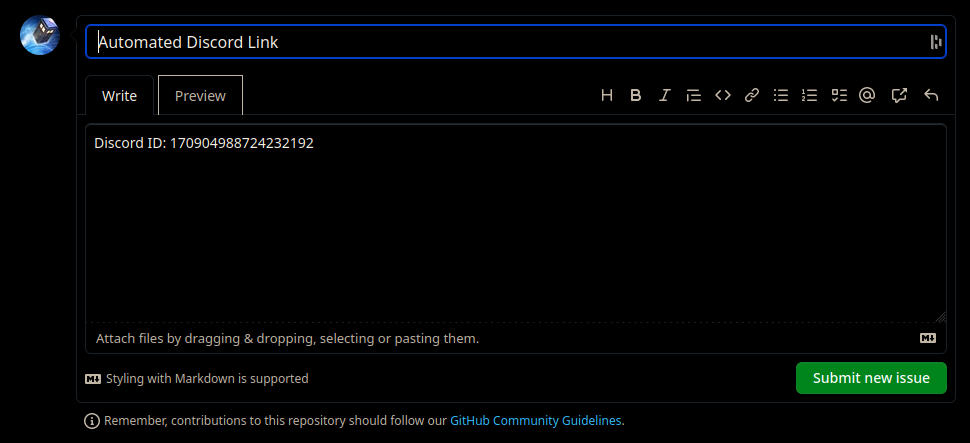 Automated Discord Link
Write
Preview
Discord ID: 170904988724232192
Attach files by dragging & dropping, selecting or pasting them.
Styling with Markdown is supported
Submit new issue
Remember, contributions to this repository should follow our GitHub Community Guidelines.